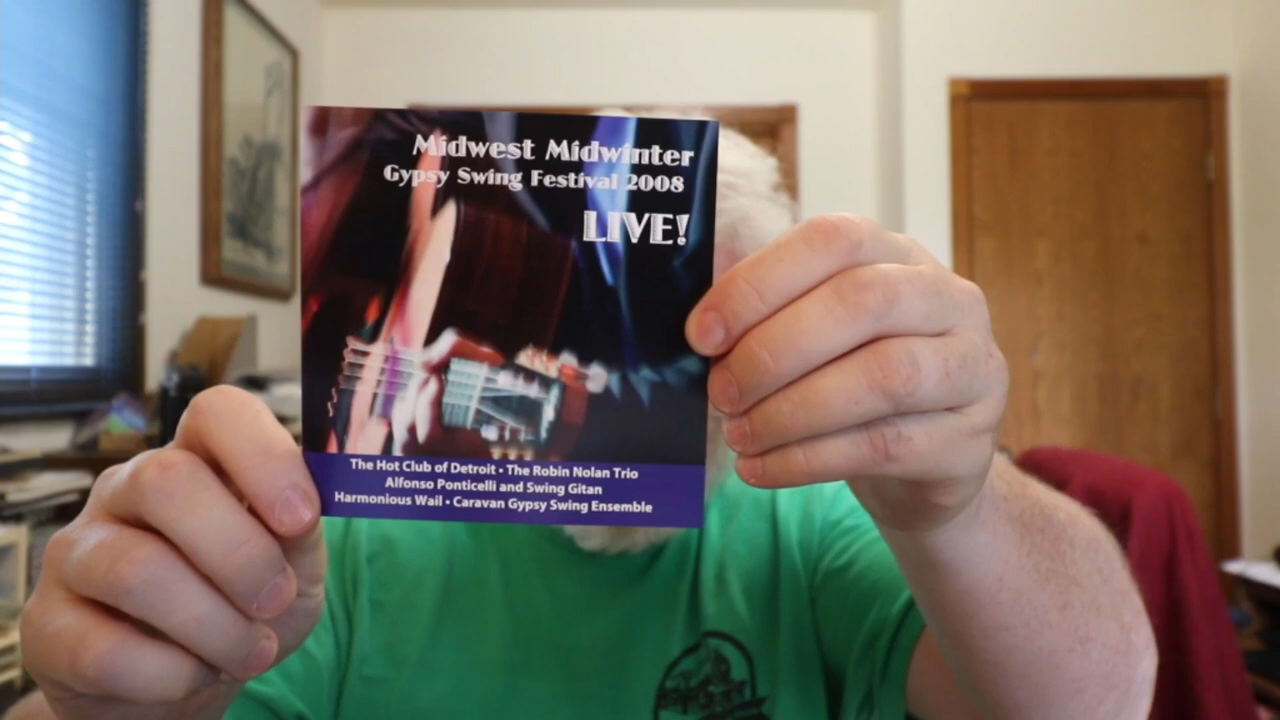 Midwest Midwinter
Gypsy Swing Festival 2008
LIVE!
The Hot Club of Detroit • The Robin Nolan Trio
Alfonso Ponticelli and Swing Gitan
Harmonious Wail • Caravan Gypsy Swing Ensemble